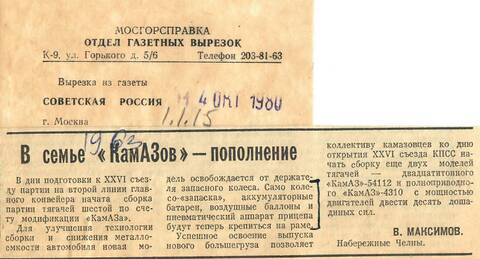 МОСГОРСПРАВКА
ОТДЕЛ ГАЗЕТНЫХ ВЫРЕЗОК
К-9, ул. Горького д. 5/6 Телефон 203-81-63
Вырезка из газеты
СОВЕТСКАЯ РОССИЯ
4 ОКТ 1980
г. Москва
1.1.15
1963
В семье «КамАЗов» — пополнение
В дни подготовки к XXVI съезду партии на второй линии главного конвейера начата сборка партии тягачей шестой по счету модификации «КамАЗа».
Для улучшения технологии сборки и снижения металлоемкости автомобиля новая модель освобождается от держателя запасного колеса. Само колесо-«запаска», аккумуляторные батареи, воздушные баллоны и пневматический аппарат прицепа будут теперь крепиться на раме.
Успешное освоение выпуска нового большегруза позволяет
коллективу камазовцев ко дню
открытия XXVI съезда КПСС начать сборку еще двух моделей
тягачей — двадцатитонного
«КамАЗ»-54112 и полноприводного «КамАЗ»-4310 с мощностью
двигателей двести десять лошадиных сил.
В. МАКСИМОВ.
Набережные Челны.